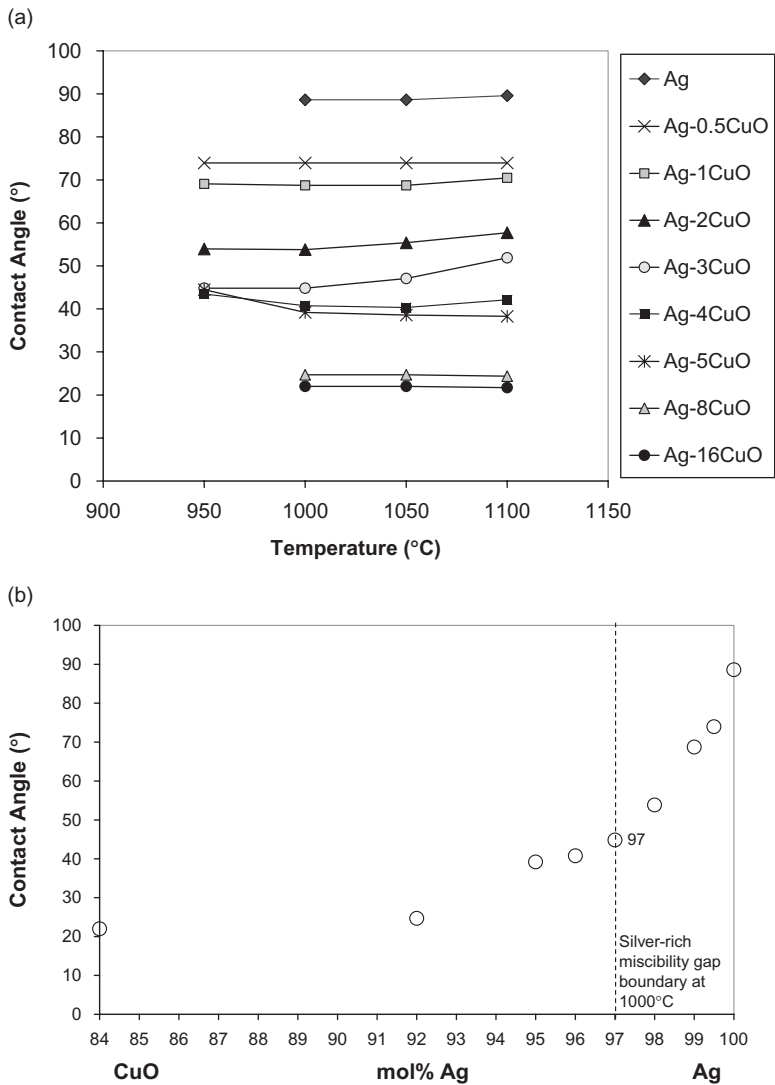 (a)
100
90
80
70
60
50
40
30
20
10
0
Contact Angle (°)
900 950 1000 1050 1100 1150
Temperature (°C)
Ag
Ag-0.5CuO
Ag-1CuO
Ag-2CuO
Ag-3CuO
Ag-4CuO
Ag-5CuO
Ag-8CuO
Ag-16CuO
(b)
100
90
80
70
60
50
40
30
20
10
0
Contact Angle (°)
97
Silver-rich
miscibility gap
boundary at
1000°C
84 85 86 87 88 89 90 91 92 93 94 95 96 97 98 99 100
CuO mol% Ag Ag